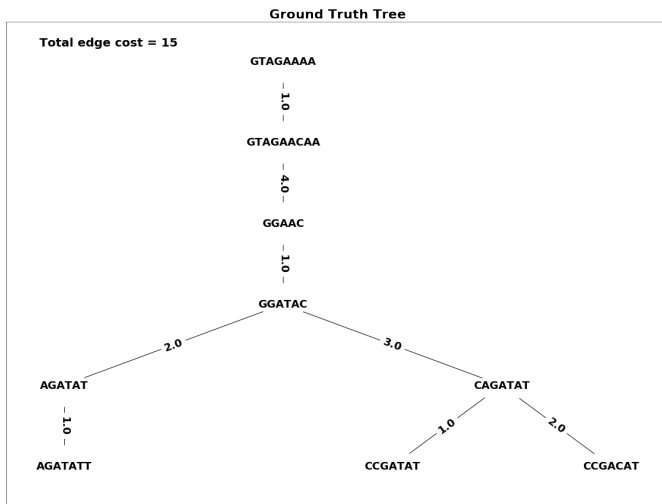 Ground Truth Tree
Total edge cost = 15
GTAGAAAA
1.0
GTAGAACAA
4.0
GGAAC
1.0
GGATAC
2.0
3.0
AGATAT
CAGATAT
1.0
1.0
2.0
AGATATT
CCGATAT
CCGACAT